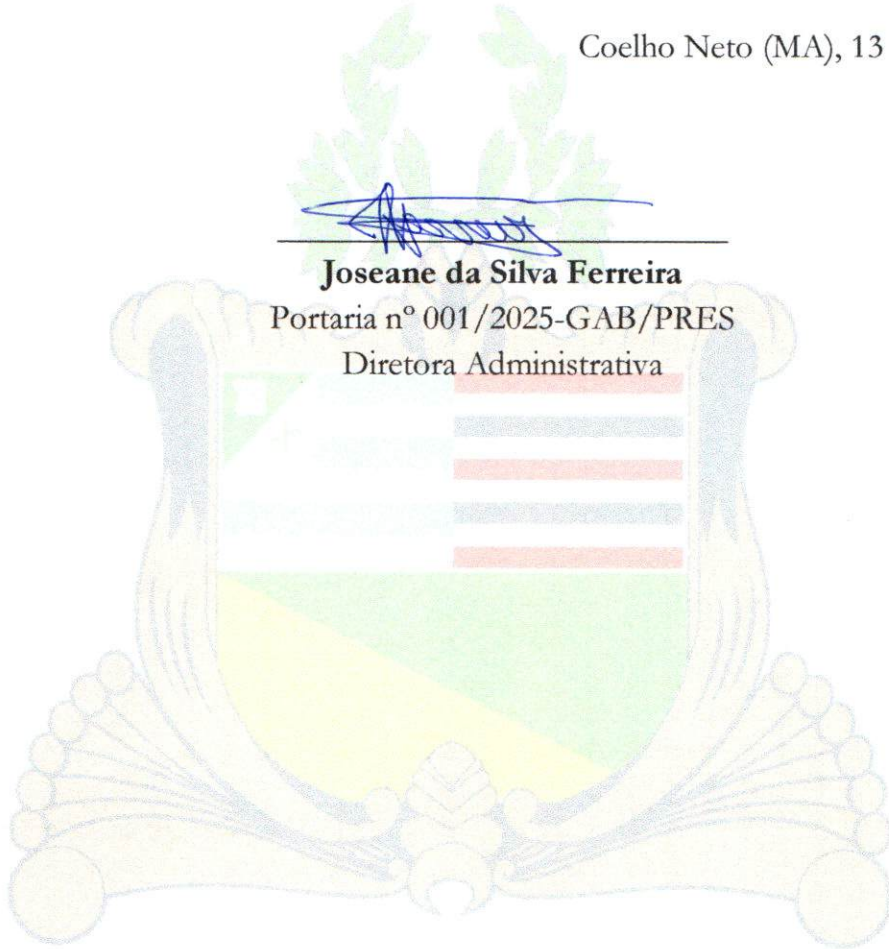 Coelho Neto (MA), 13
Joseane da Silva Ferreira
Portaria nº 001/2025-GAB/PRES
Diretora Administrativa